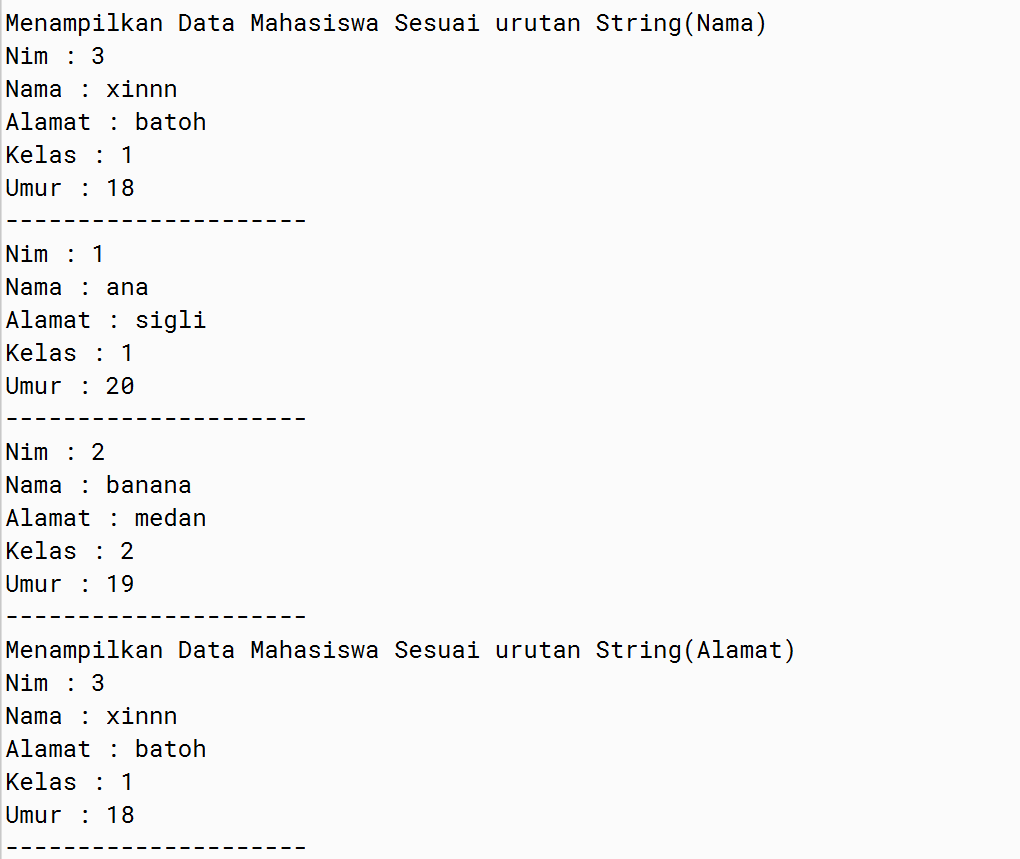 Menampilkan Data Mahasiswa Sesuai urutan String(Nama)
Nim : 3
Nama : xinnn
Alamat : batoh
Kelas : 1
Umur : 18
---------------------
Nim : 1
Nama : ana
Alamat : sigli
Kelas : 1
Umur : 20
---------------------
Nim : 2
Nama : banana
Alamat : medan
Kelas : 2
Umur : 19
---------------------
Menampilkan Data Mahasiswa Sesuai urutan String(Alamat)
Nim : 3
Nama : xinnn
Alamat : batoh
Kelas : 1
Umur : 18
---------------------